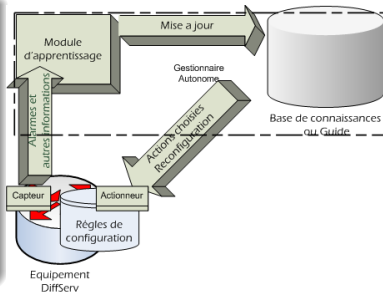 Mise a jour
Module
d'apprentissage
Gestionnaire
Autonome
Alarmes et
autres informations
Actions choisies
Reconfiguration
Base de connaissances
ou Guide
Capteur
Actionneur
Règles de
configuration
Equipement
DiffServ